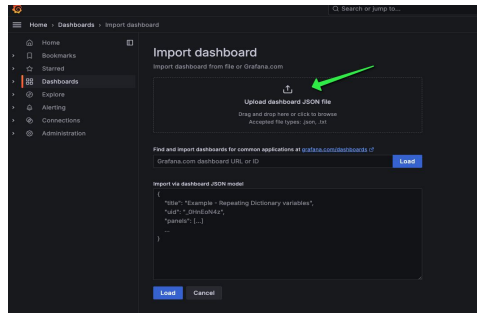 Search or jump to...
Home › Dashboards › Import dashboard
Home
Bookmarks
Starred
Dashboards
Explore
Alerting
Connections
Administration
Import dashboard
Import dashboard from file or Grafana.com
Upload dashboard JSON file
Drag and drop here or click to browse
Accepted file types: .json, .txt
Find and import dashboards for common applications at grafana.com/dashboards
Grafana.com dashboard URL or ID
Load
Import via dashboard JSON model
{
"title": "Example - Repeating Dictionary variables",
"uid": "_0HnEoN4z",
"panels": [...]
...
}
Load
Cancel